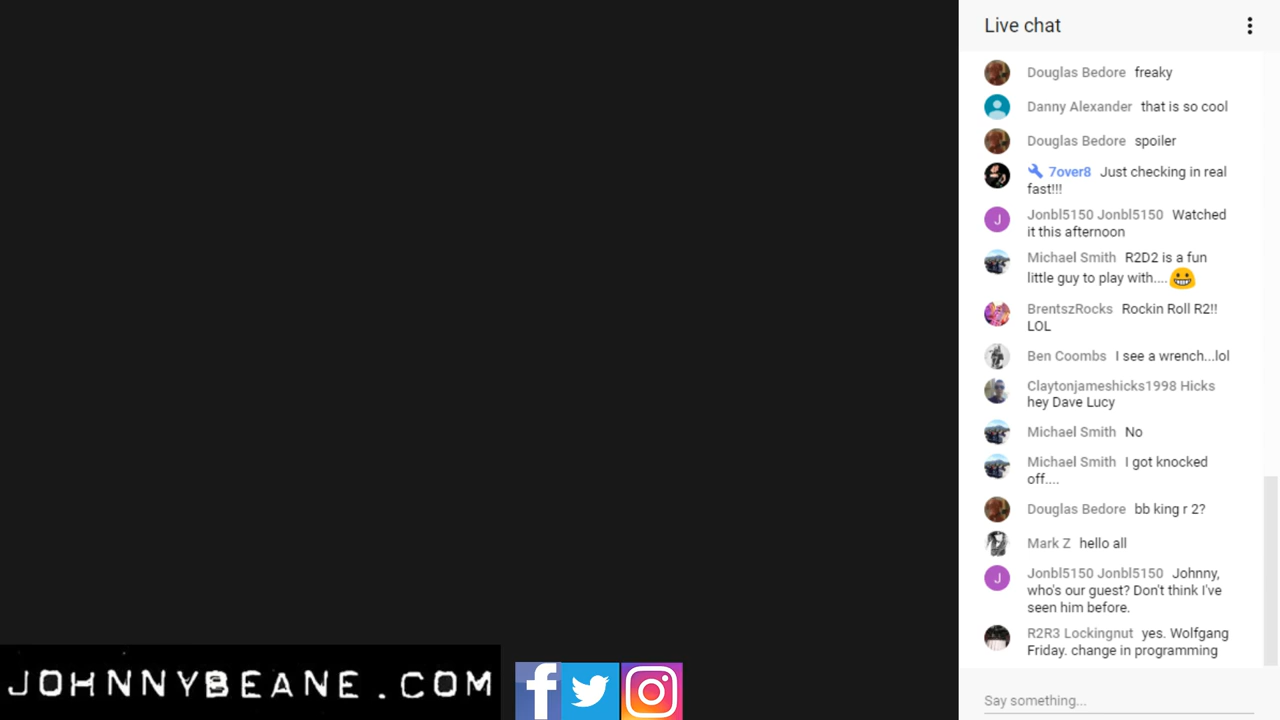 Live chat
Douglas Bedore freaky
Danny Alexander that is so cool
Douglas Bedore spoiler
7over8 Just checking in real
fast!!!
Jonbl5150 Jonbl5150 Watched
it this afternoon
Michael Smith R2D2 is a fun
little guy to play with....
BrentszRocks Rockin Roll R2!!
LOL
Ben Coombs I see a wrench...lol
Claytonjameshicks1998 Hicks
hey Dave Lucy
Michael Smith No
Michael Smith I got knocked
off....
Douglas Bedore bb king r 2?
Mark Z hello all
J Jonbl5150 Jonbl5150 Johnny,
who's our guest? Don't think I've
seen him before.
R2R3 Lockingnut yes. Wolfgang
Friday. change in programming
Say something...
JOHNNYBEANE.COM